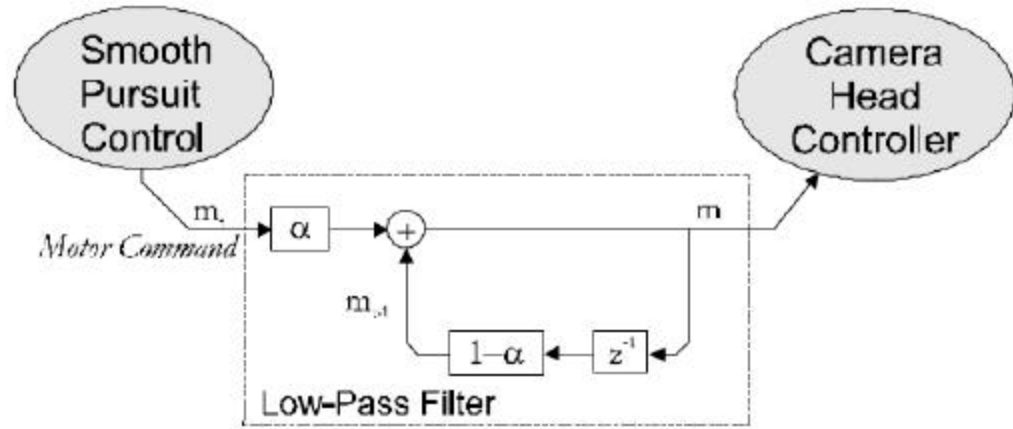 Smooth
Pursuit
Control
Camera
Head
Controller
m
Motor Command
α
+
m
m
1-α
z⁻¹
Low-Pass Filter